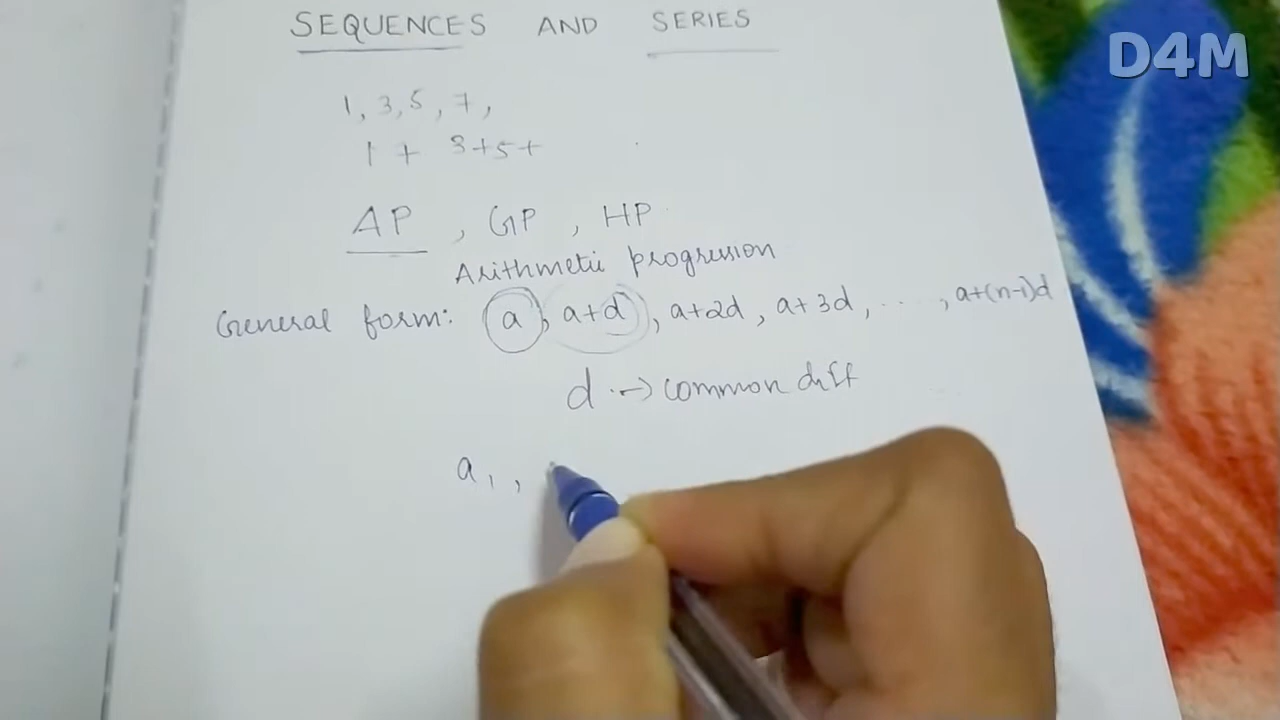 D4M
SEQUENCES AND SERIES
1, 3, 5, 7,
1 + 3+5+
AP, GP, HP
Arithmetic progression
General form: a, a+d, a+2d, a+3d, ...., a+(n-1)d
d → common diff
a₁,